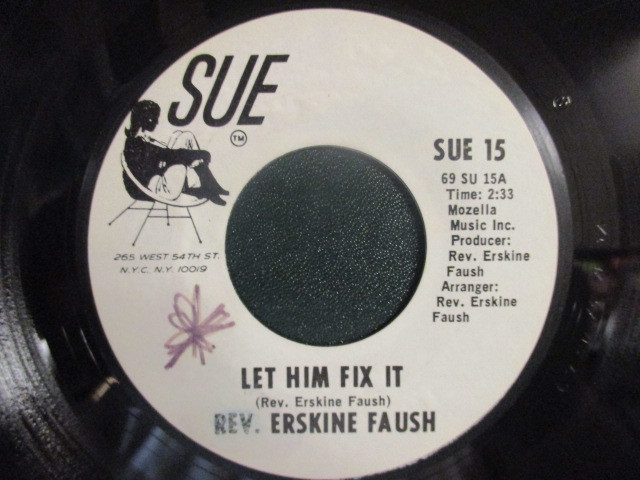 SUE
TM
265 WEST 54TH ST.
N.Y.C. N.Y. 10019
SUE 15
69 SU 15A
Time: 2:33
Mozella
Music Inc.
Producer:
Rev. Erskine
Faush
Arranger:
Rev. Erskine
Faush
LET HIM FIX IT
(Rev. Erskine Faush)
REV. ERSKINE FAUSH